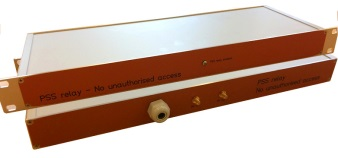 PSS relay - No unauthorised access
PSS relay
No unauthorised access